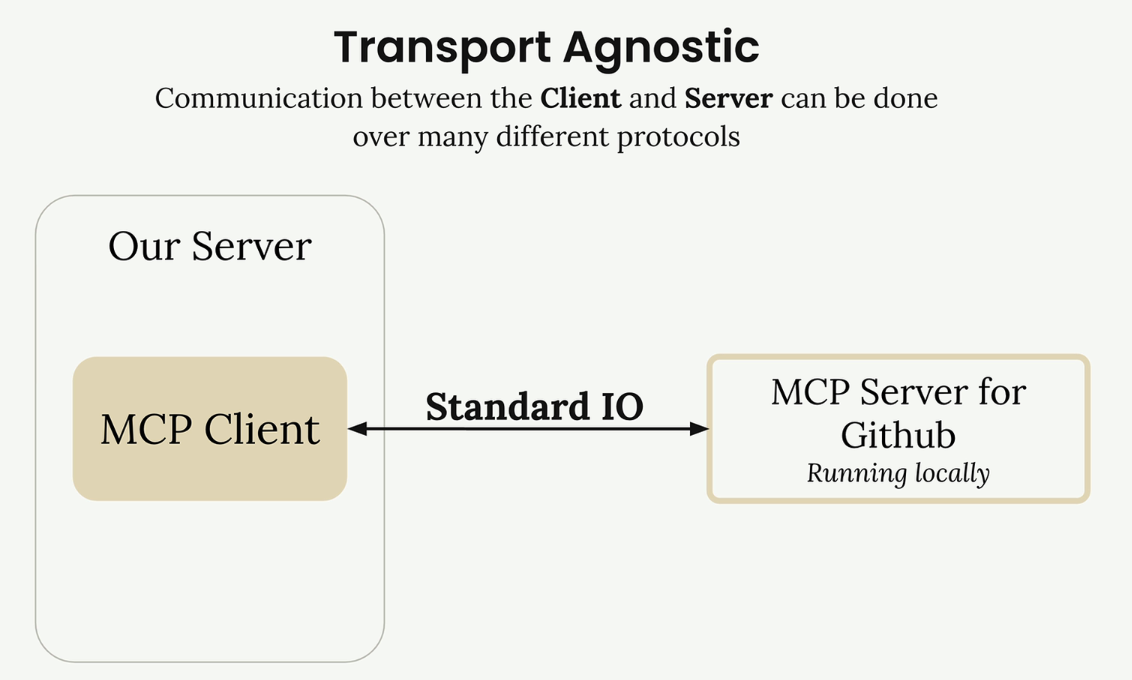 Transport Agnostic
Communication between the Client and Server can be done
over many different protocols
Our Server
MCP Client
Standard IO
MCP Server for
Github
Running locally